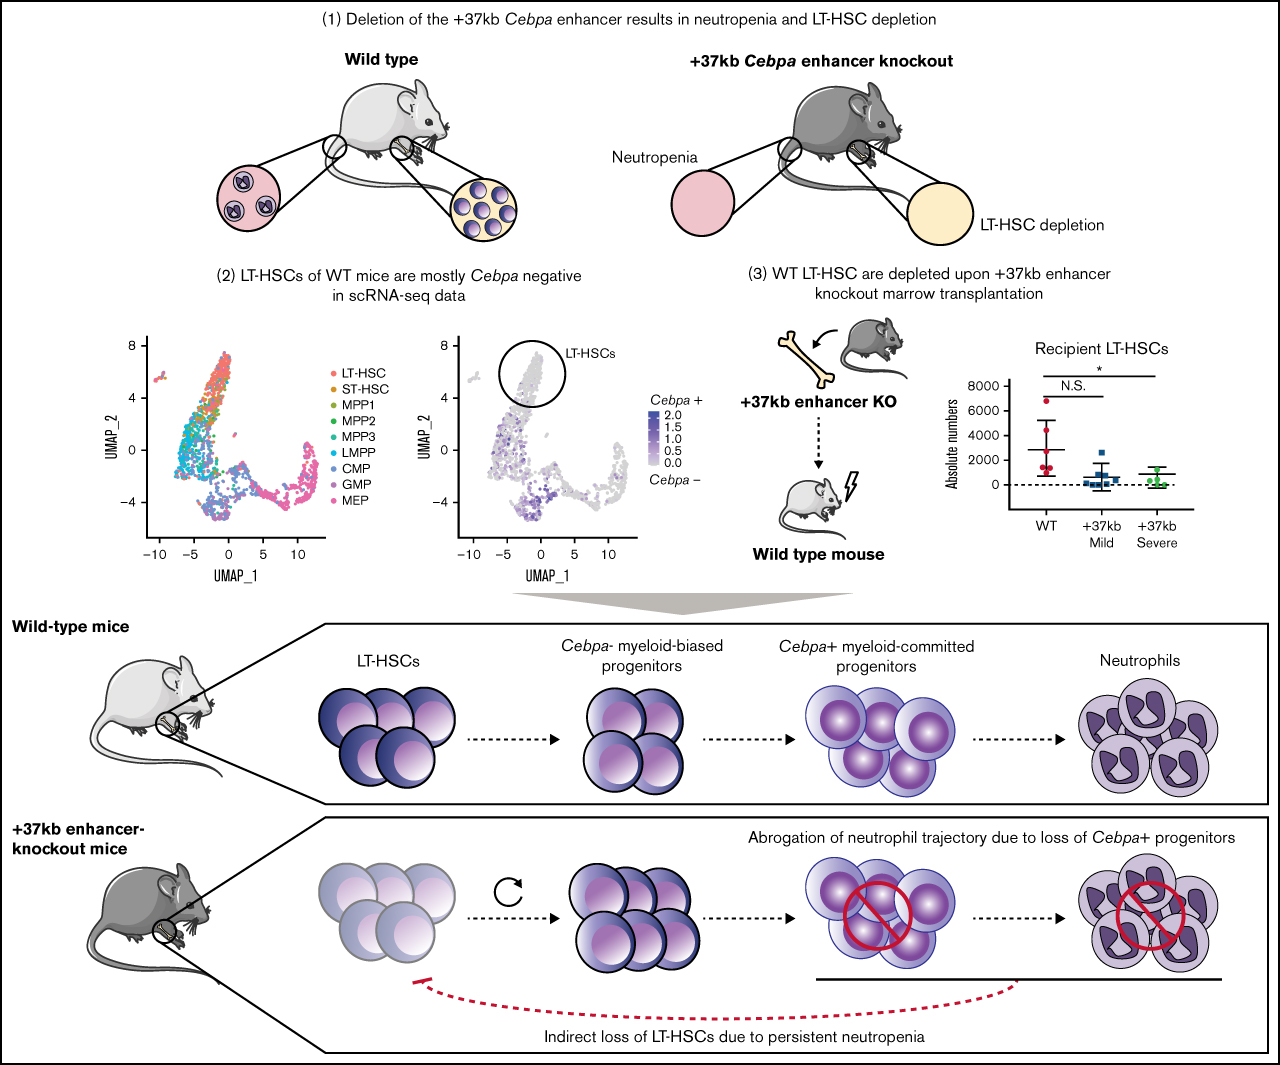 (1) Deletion of the +37kb Cebpa enhancer results in neutropenia and LT-HSC depletion
Wild type
+37kb Cebpa enhancer knockout
Neutropenia
LT-HSC depletion
(2) LT-HSCs of WT mice are mostly Cebpa negative
in scRNA-seq data
(3) WT LT-HSC are depleted upon +37kb enhancer
knockout marrow transplantation
8
4
0
−4
UMAP_2
−10 −5 0 5 10
UMAP_1
LT-HSC
ST-HSC
MPP1
MPP2
MPP3
LMPP
CMP
GMP
MEP
8
4
0
−4
UMAP_2
−10 −5 0 5 10
UMAP_1
LT-HSCs
Cebpa +
2.0
1.5
1.0
0.5
0.0
Cebpa −
+37kb enhancer KO
Wild type mouse
Recipient LT-HSCs
*
N.S.
8000
6000
4000
2000
0
Absolute numbers
WT
+37kb
Mild
+37kb
Severe
Wild-type mice
LT-HSCs
Cebpa- myeloid-biased
progenitors
Cebpa+ myeloid-committed
progenitors
Neutrophils
+37kb enhancer-
knockout mice
Abrogation of neutrophil trajectory due to loss of Cebpa+ progenitors
Indirect loss of LT-HSCs due to persistent neutropenia